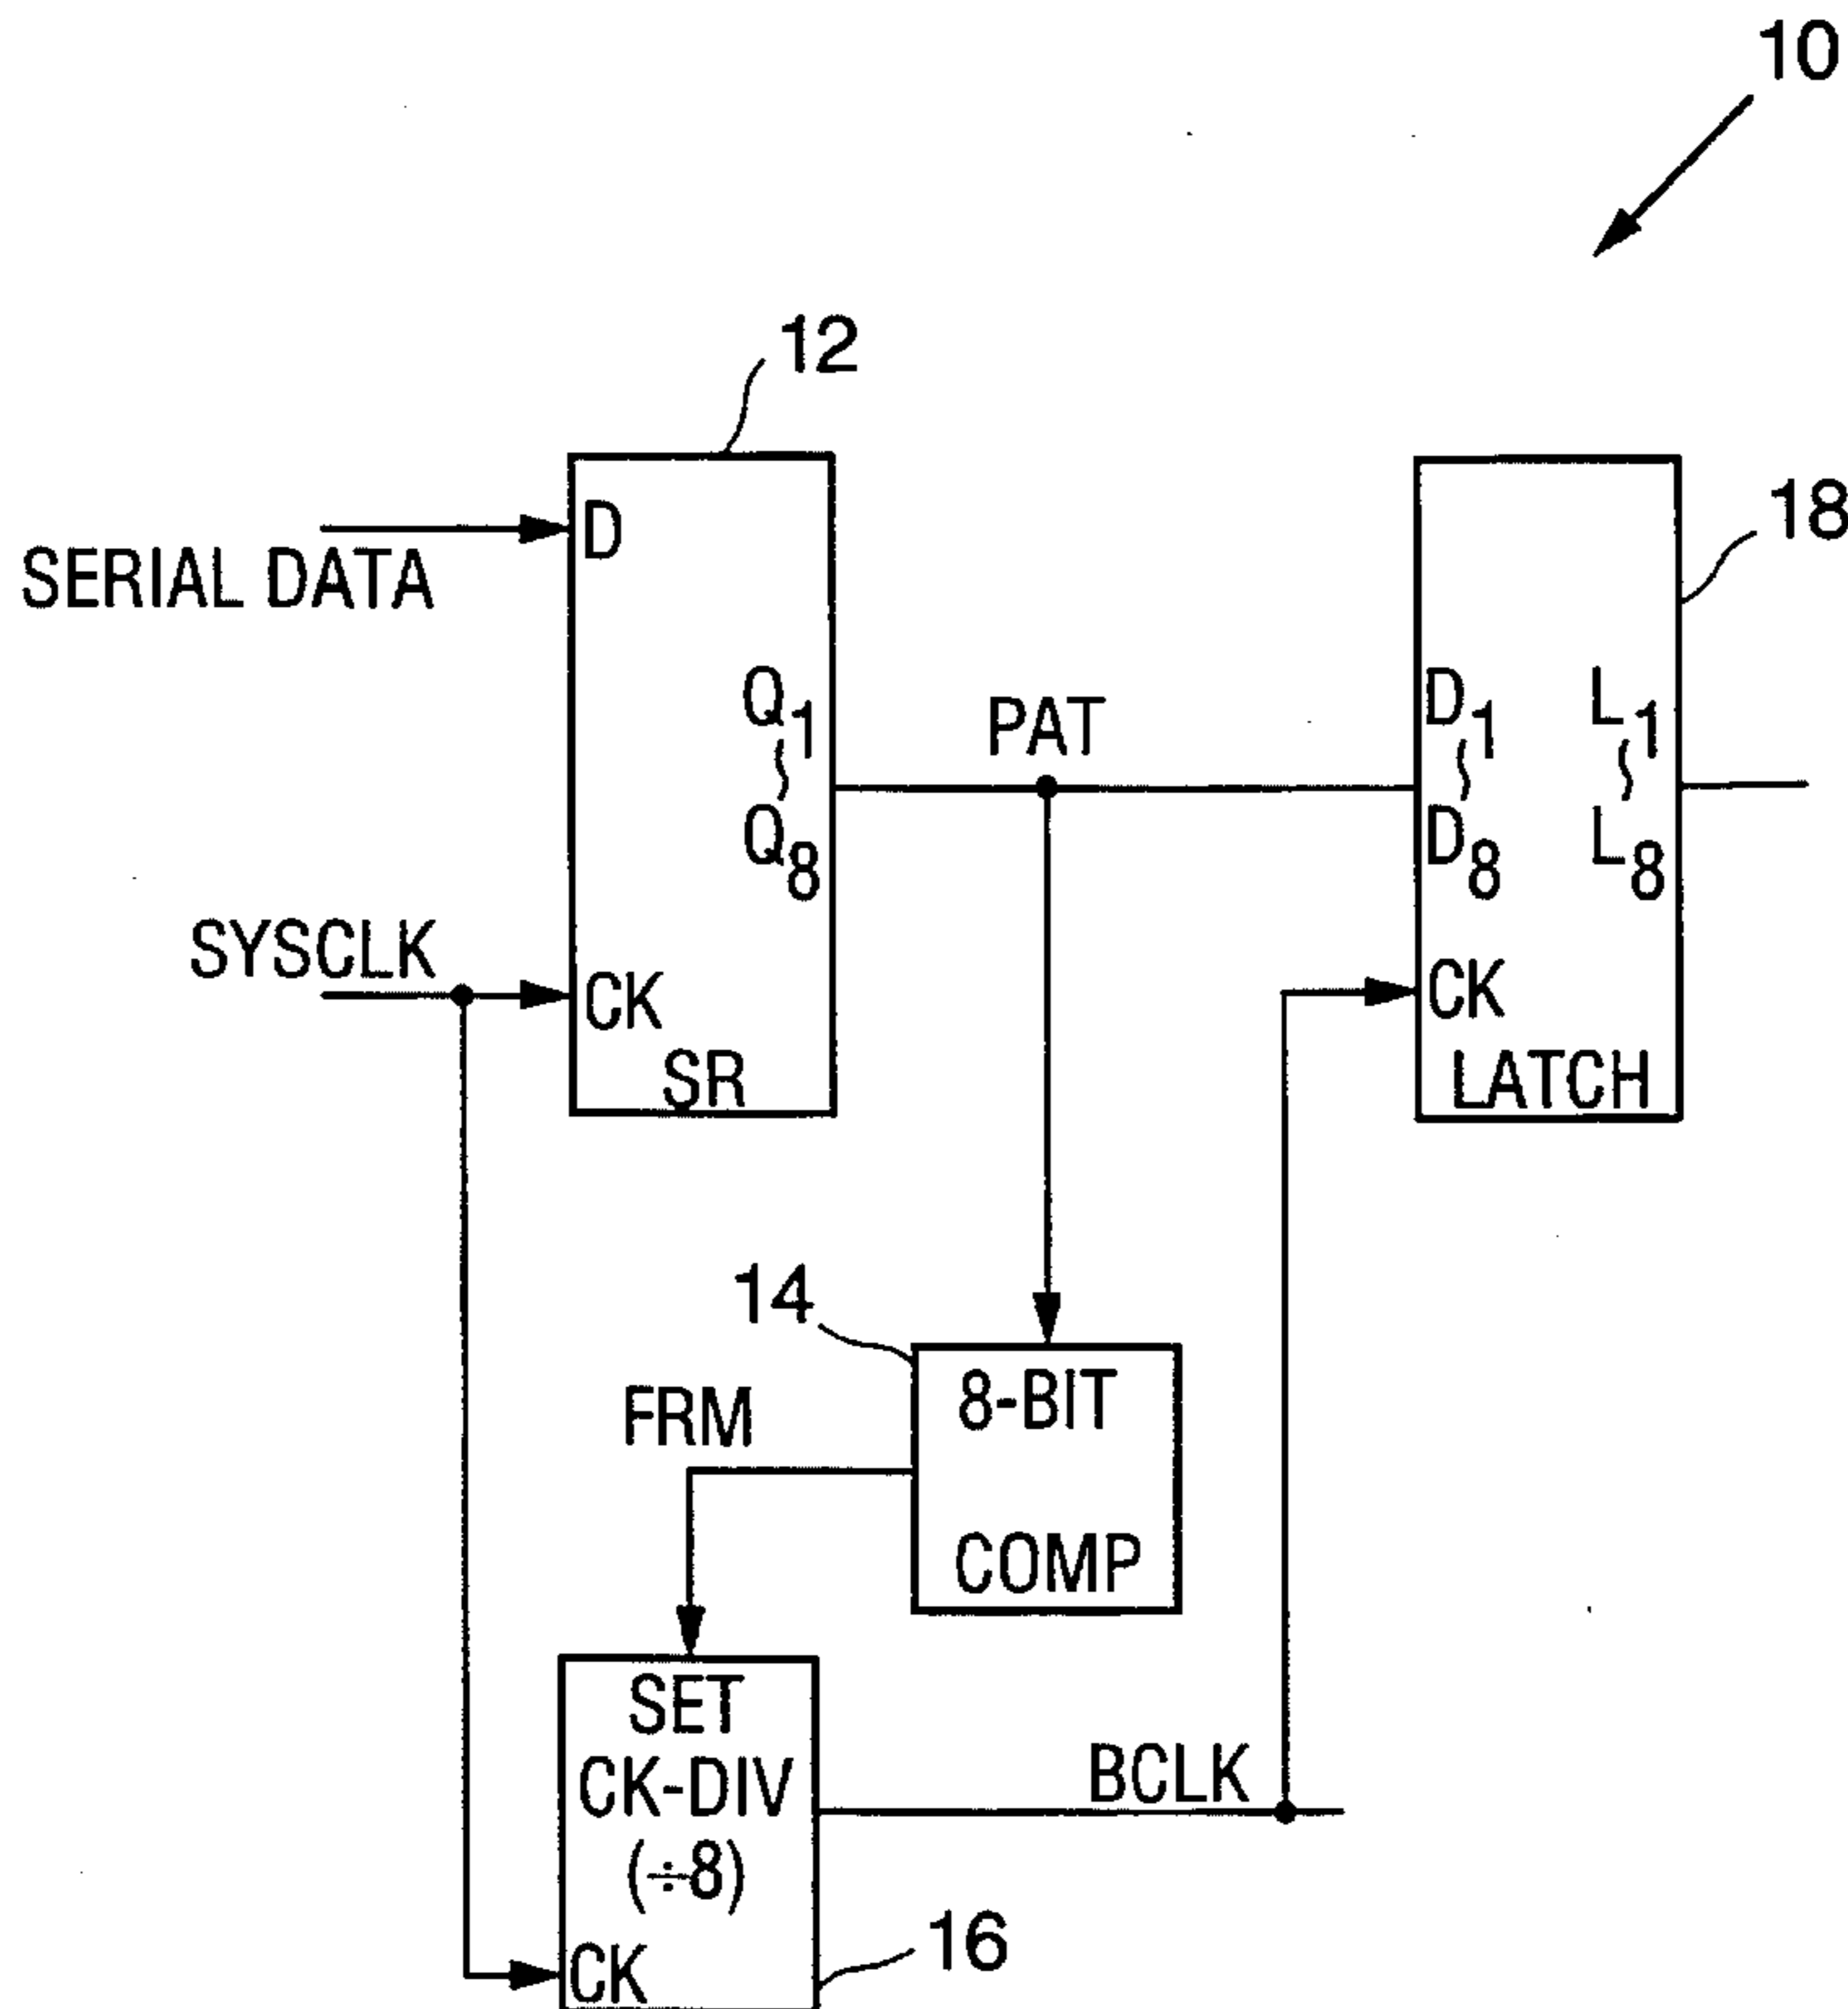 10
12
18
D
SERIAL DATA
Q1
Q8
PAT
D1
D8
L1
L8
SYSCLK
CK
SR
CK
LATCH
14
8-BIT
COMP
FRM
SET
CK-DIV
(÷8)
CK
BCLK
16